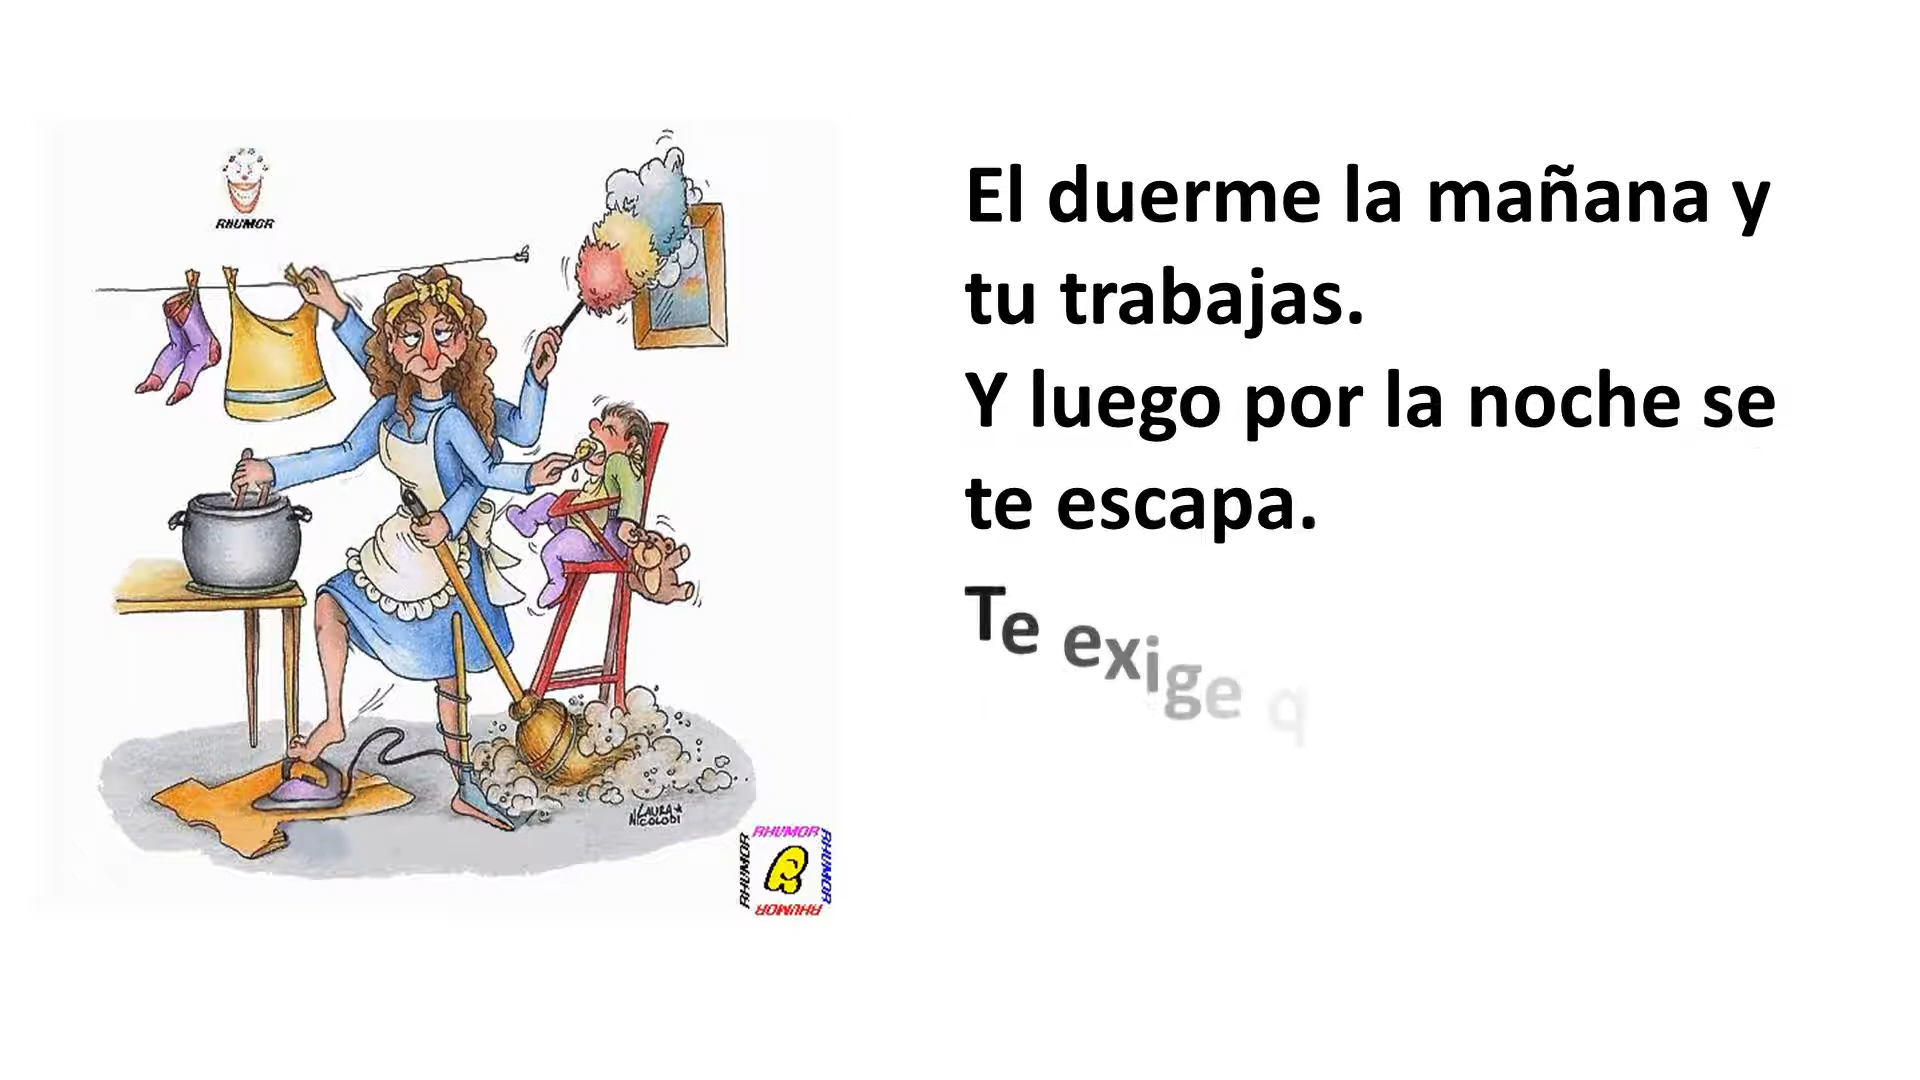 RHUMOR
El duerme la mañana y
tu trabajas.
Y luego por la noche se
te escapa.
Te exige q
LAURA
NICOLOBI
RHUMOR
RHUMOR
RHUMOR
RHUMOR